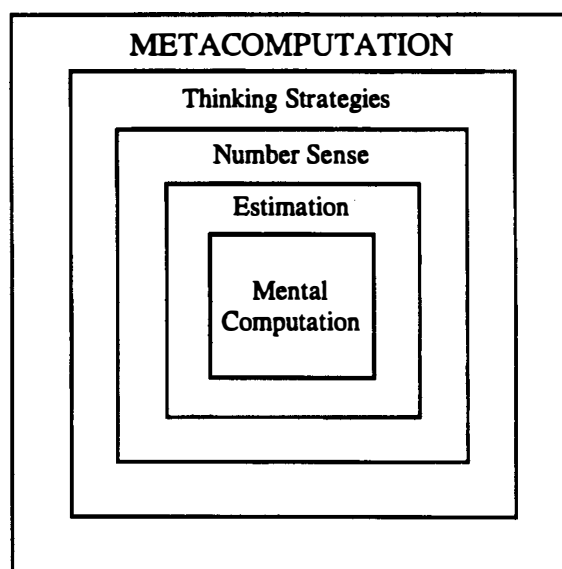 METACOMPUTATION
Thinking Strategies
Number Sense
Estimation
Mental
Computation